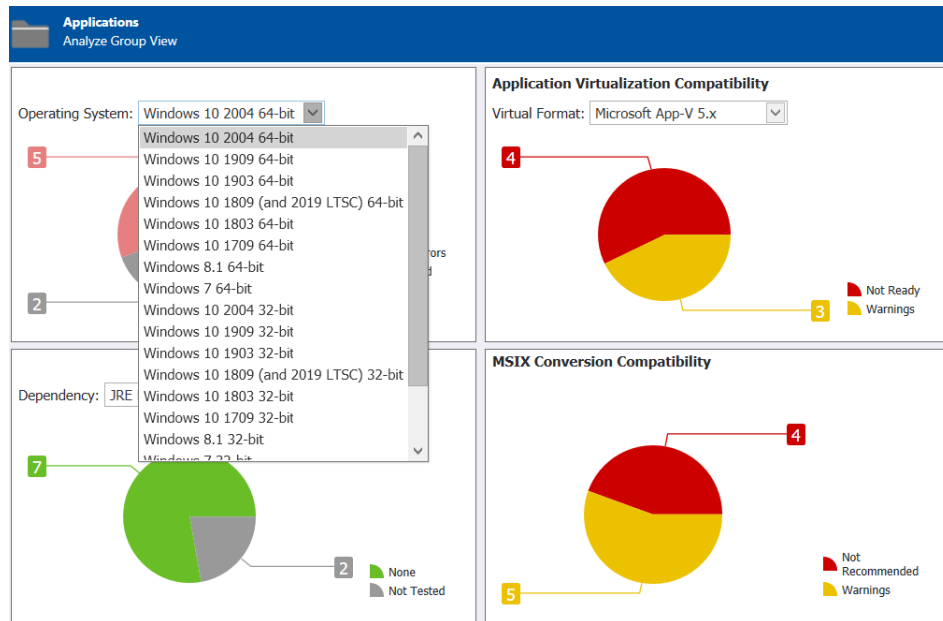 Applications
Analyze Group View
Operating System: Windows 10 2004 64-bit
Windows 10 2004 64-bit
Windows 10 1909 64-bit
Windows 10 1903 64-bit
Windows 10 1809 (and 2019 LTSC) 64-bit
Windows 10 1803 64-bit
Windows 10 1709 64-bit
Windows 8.1 64-bit
Windows 7 64-bit
Windows 10 2004 32-bit
Windows 10 1909 32-bit
Windows 10 1903 32-bit
Windows 10 1809 (and 2019 LTSC) 32-bit
Windows 10 1803 32-bit
Windows 10 1709 32-bit
Windows 8.1 32-bit
Windows 7 32-bit
5
2
Application Virtualization Compatibility
Virtual Format: Microsoft App-V 5.x
4
3
Not Ready
Warnings
Dependency: JRE
7
2
None
Not Tested
MSIX Conversion Compatibility
4
5
Not
Recommended
Warnings